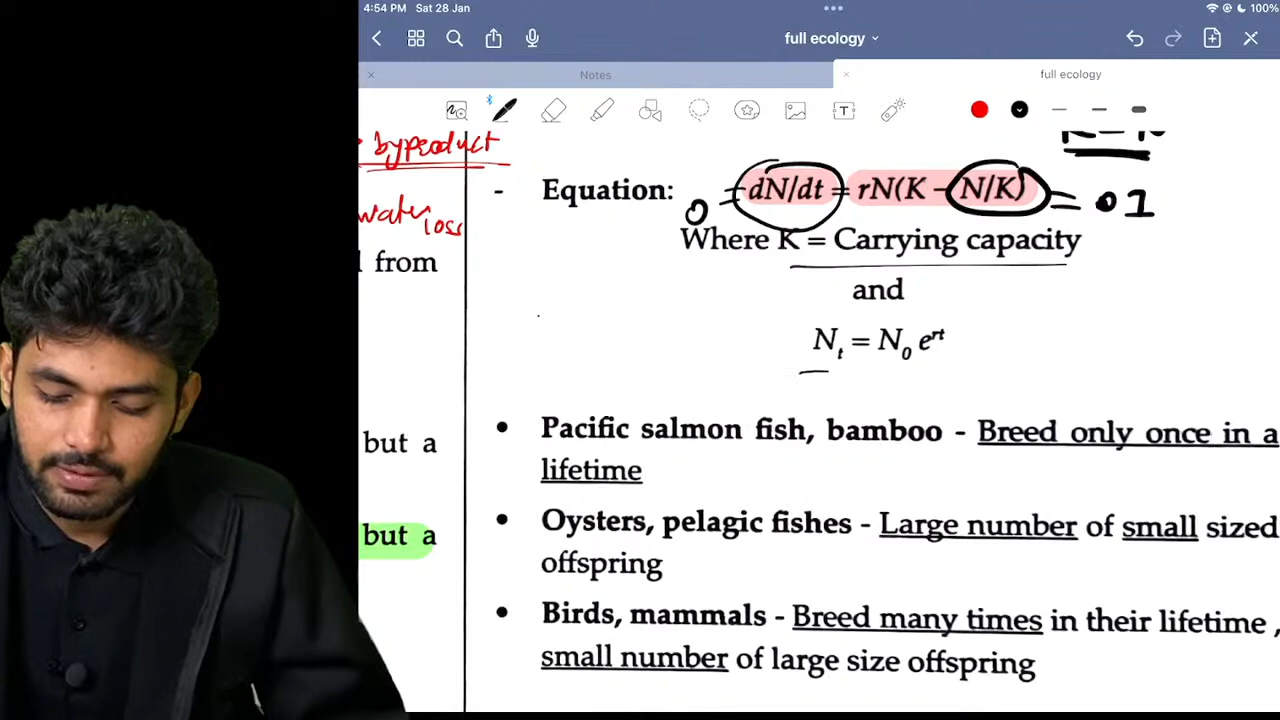 4:54 PM Sat 28 Jan
100%
full ecology
Notes
full ecology
byproduct
water loss
l from
but a
but a
- Equation: dN/dt = rN(K – N/K) = 01
0 =
Where K = Carrying capacity
and
Nt = N0 e^rt
• Pacific salmon fish, bamboo - Breed only once in a
lifetime
• Oysters, pelagic fishes - Large number of small sized
offspring
• Birds, mammals - Breed many times in their lifetime ,
small number of large size offspring